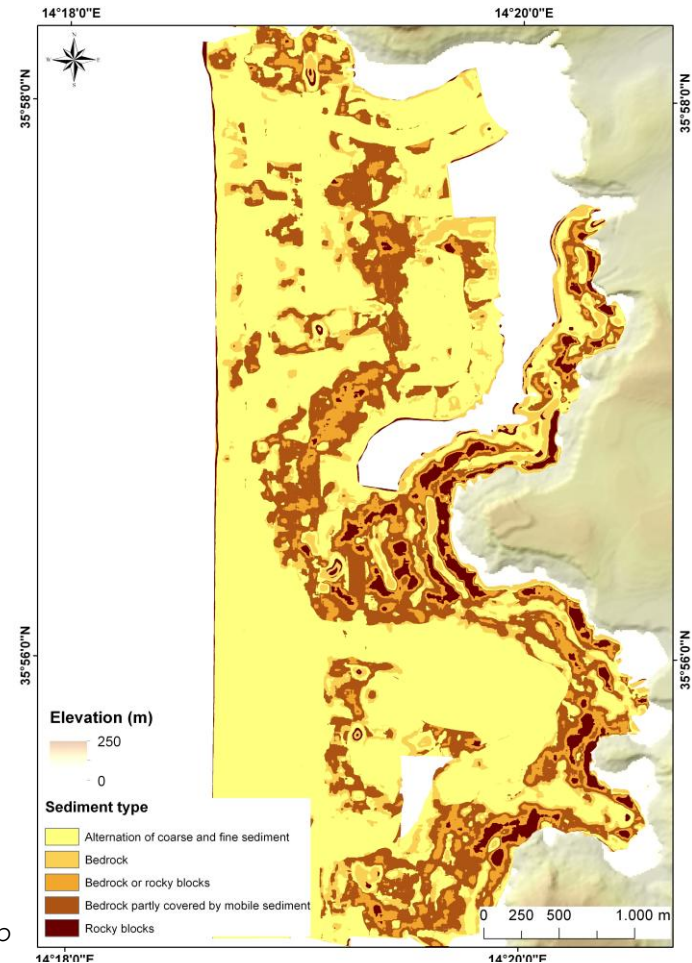 14°18'0"E 14°20'0"E
N
W E
S
35°58'0"N 35°58'0"N
35°56'0"N 35°56'0"N
Elevation (m)
250
0
Sediment type
Alternation of coarse and fine sediment
Bedrock
Bedrock or rocky blocks
Bedrock partly covered by mobile sediment
Rocky blocks
0 250 500 1.000 m
b
14°18'0"E 14°20'0"E